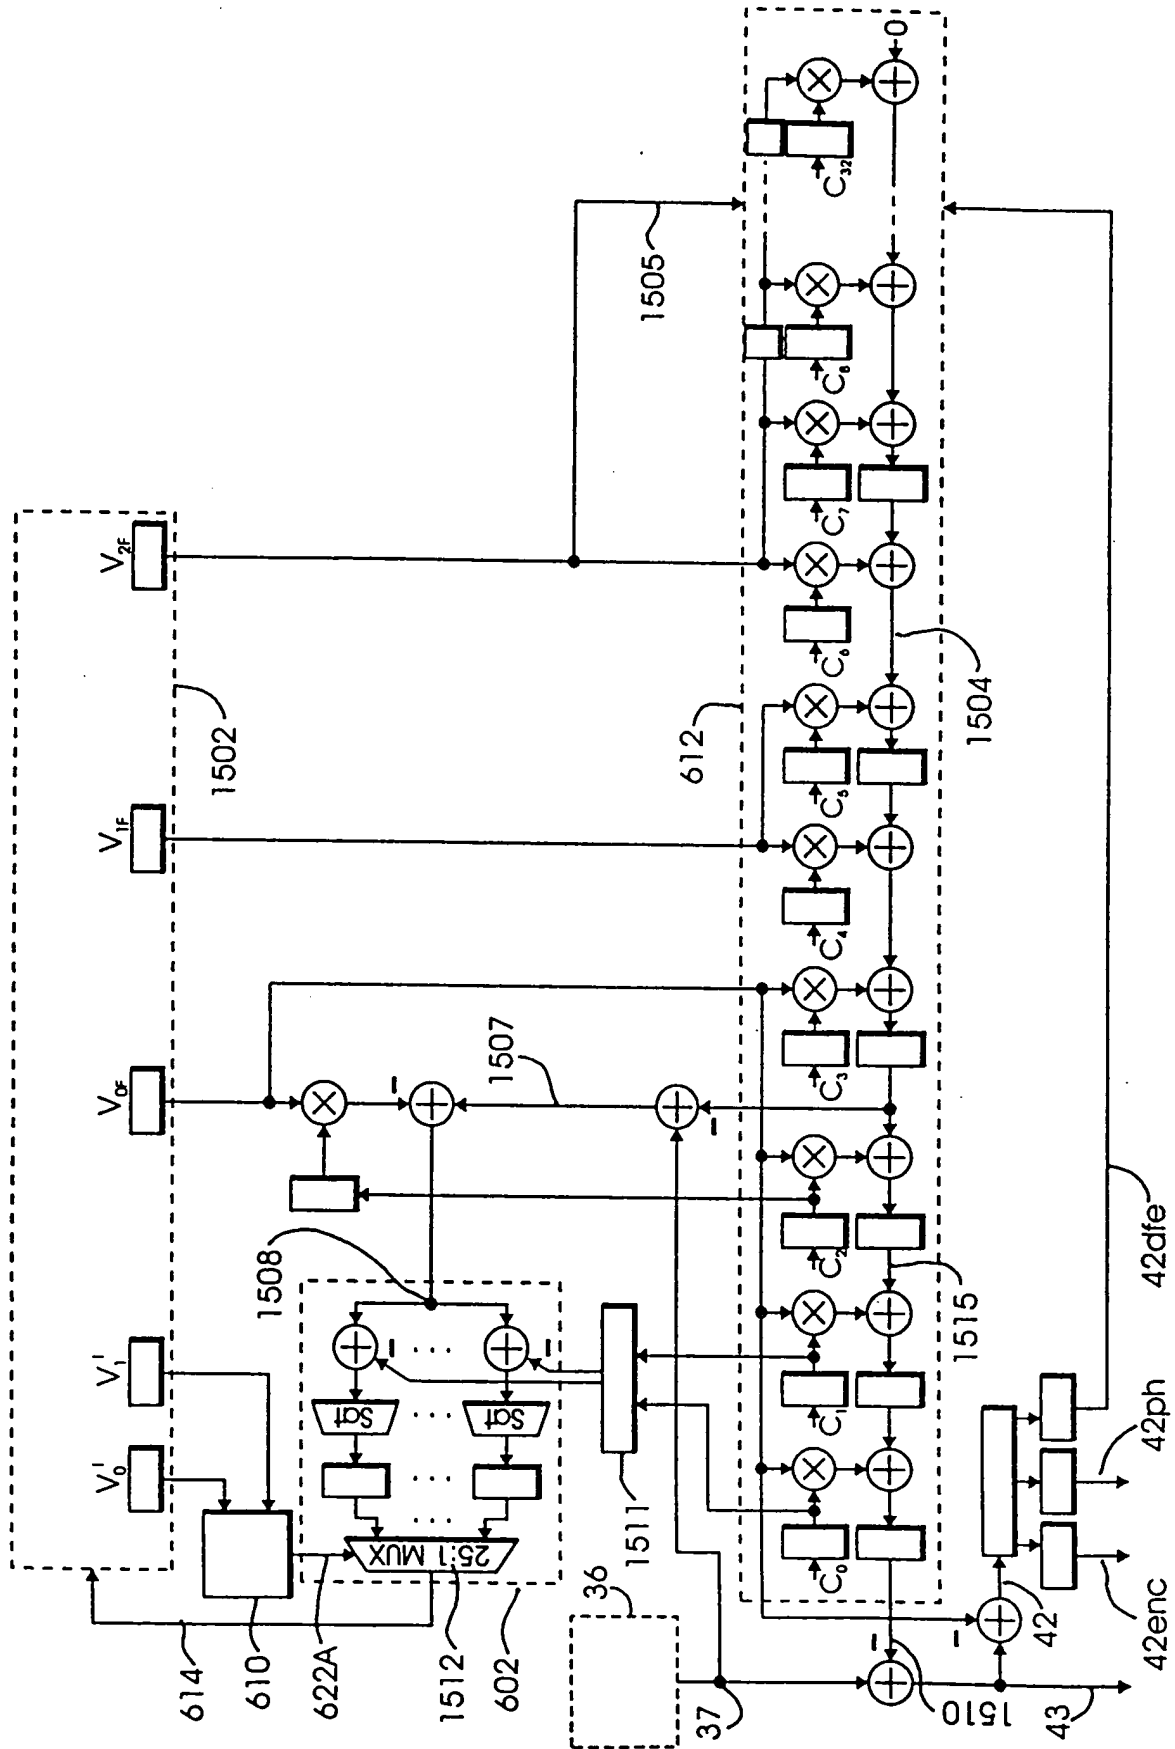 V₀ᴵ
V₁ᴵ
V₀F
V₁F
V₂F
1502
614
610
622A
1512
602
25:1 MUX
Sat
Sat
1508
1507
1505
36
1511
37
612
C₀
C₁
C₂
C₃
C₄
C₅
C₆
C₇
C₈
C₃₂
0
1515
1504
1510
43
42
42enc
42ph
42dfe